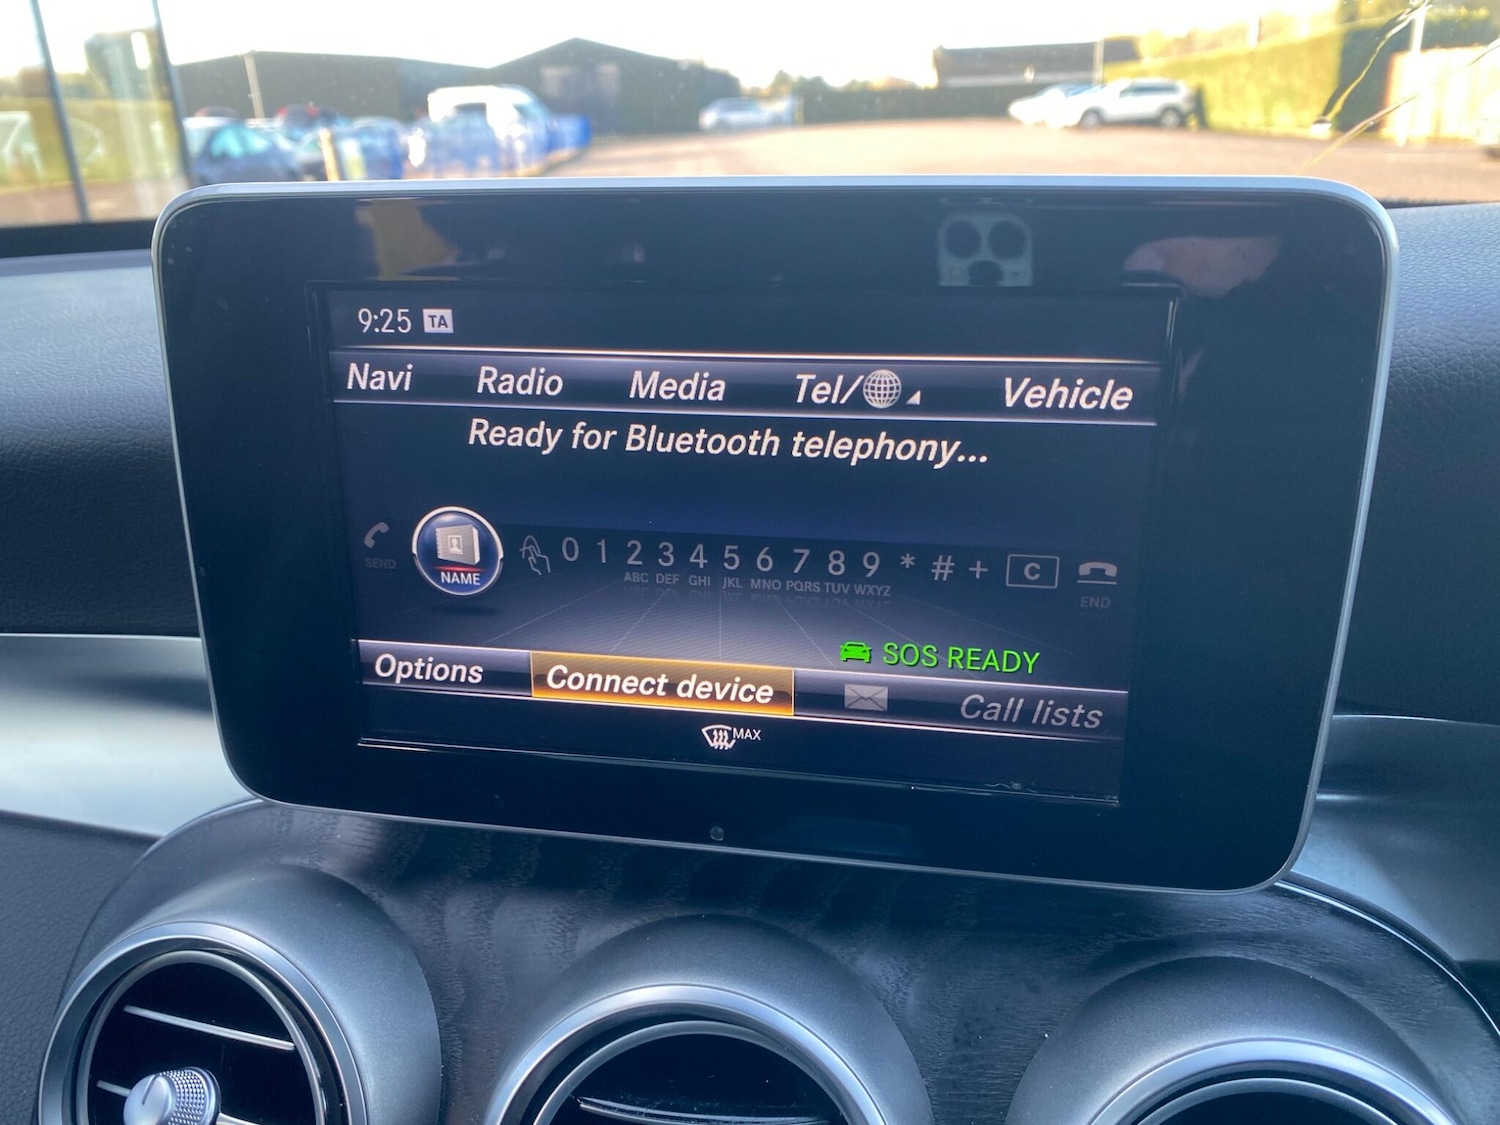 9:25 TA
Navi Radio Media Tel/ Vehicle
Ready for Bluetooth telephony...
SEND NAME 0 1 2 3 4 5 6 7 8 9 * # + C END
ABC DEF GHI JKL MNO PQRS TUV WXYZ
SOS READY
Options Connect device Call lists
MAX